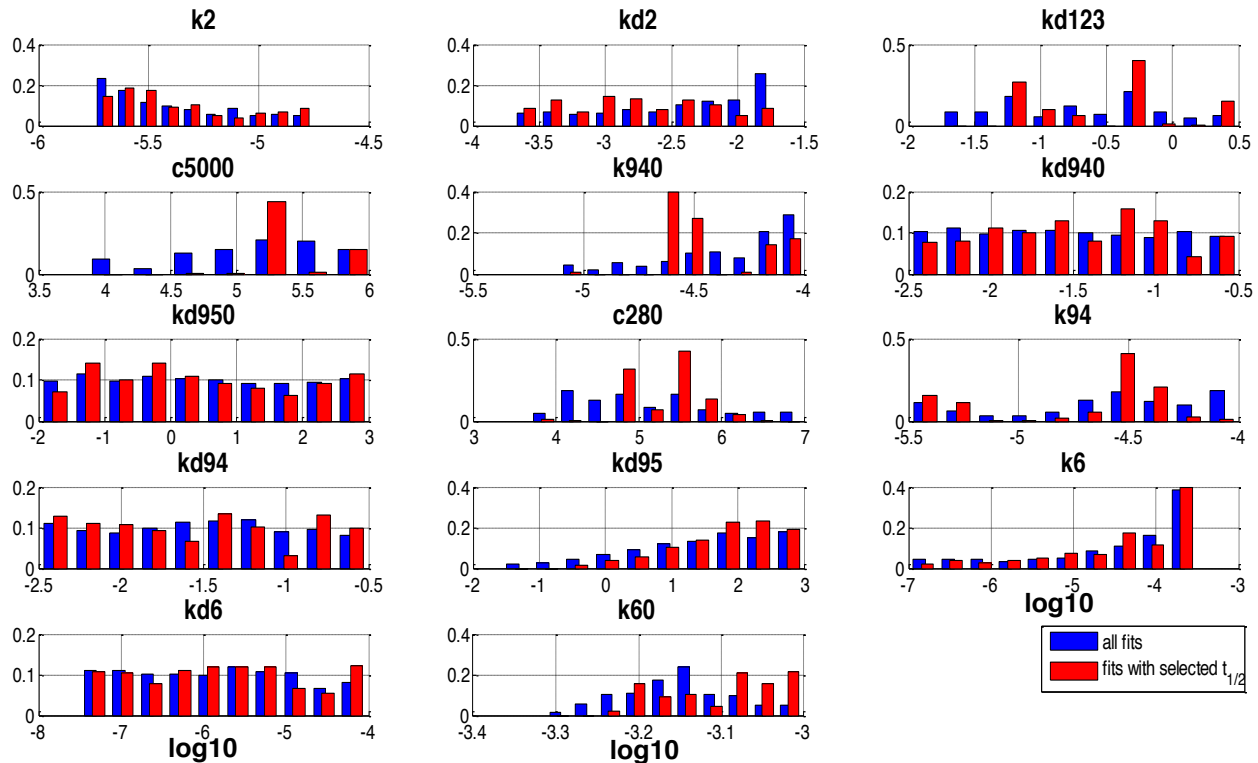 k2 kd2 kd123
0.4 0.4 0.5
0.2 0.2
0 0 0
-6 -5.5 -5 -4.5 -4 -3.5 -3 -2.5 -2 -1.5 -2 -1.5 -1 -0.5 0 0.5
c5000 k940 kd940
0.5 0.4 0.2
0.2 0.1
0 0 0
3.5 4 4.5 5 5.5 6 -5.5 -5 -4.5 -4 -2.5 -2 -1.5 -1 -0.5
kd950 c280 k94
0.2 0.5 0.5
0.1
0 0 0
-2 -1 0 1 2 3 3 4 5 6 7 -5.5 -5 -4.5 -4
kd94 kd95 k6
0.2 0.4 0.4
0.1 0.2 0.2
0 0 0
-2.5 -2 -1.5 -1 -0.5 -2 -1 0 1 2 3 -7 -6 -5 -4 -3
kd6 k60 log10
0.2 0.4
0.1 0.2
0 0
-8 -7 -6 -5 -4 -3.4 -3.3 -3.2 -3.1 -3
log10 log10
all fits
fits with selected t1/2